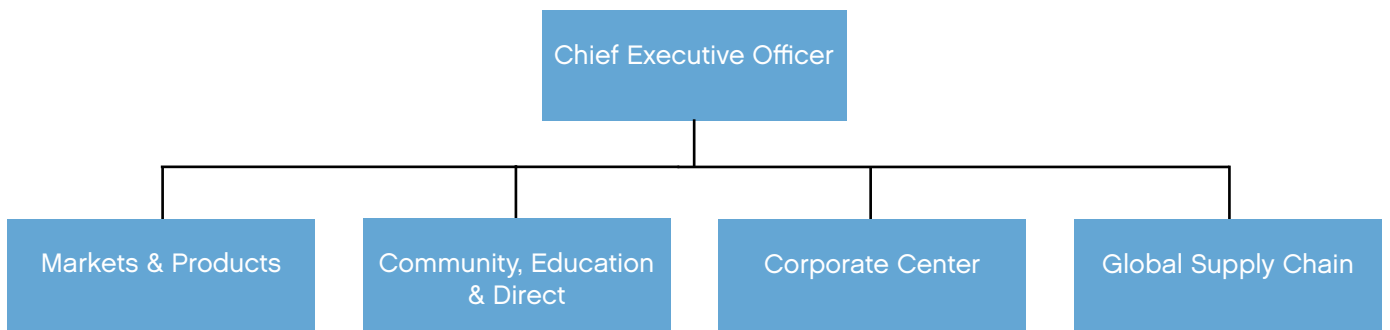 Chief Executive Officer
Markets & Products
Community, Education
& Direct
Corporate Center
Global Supply Chain